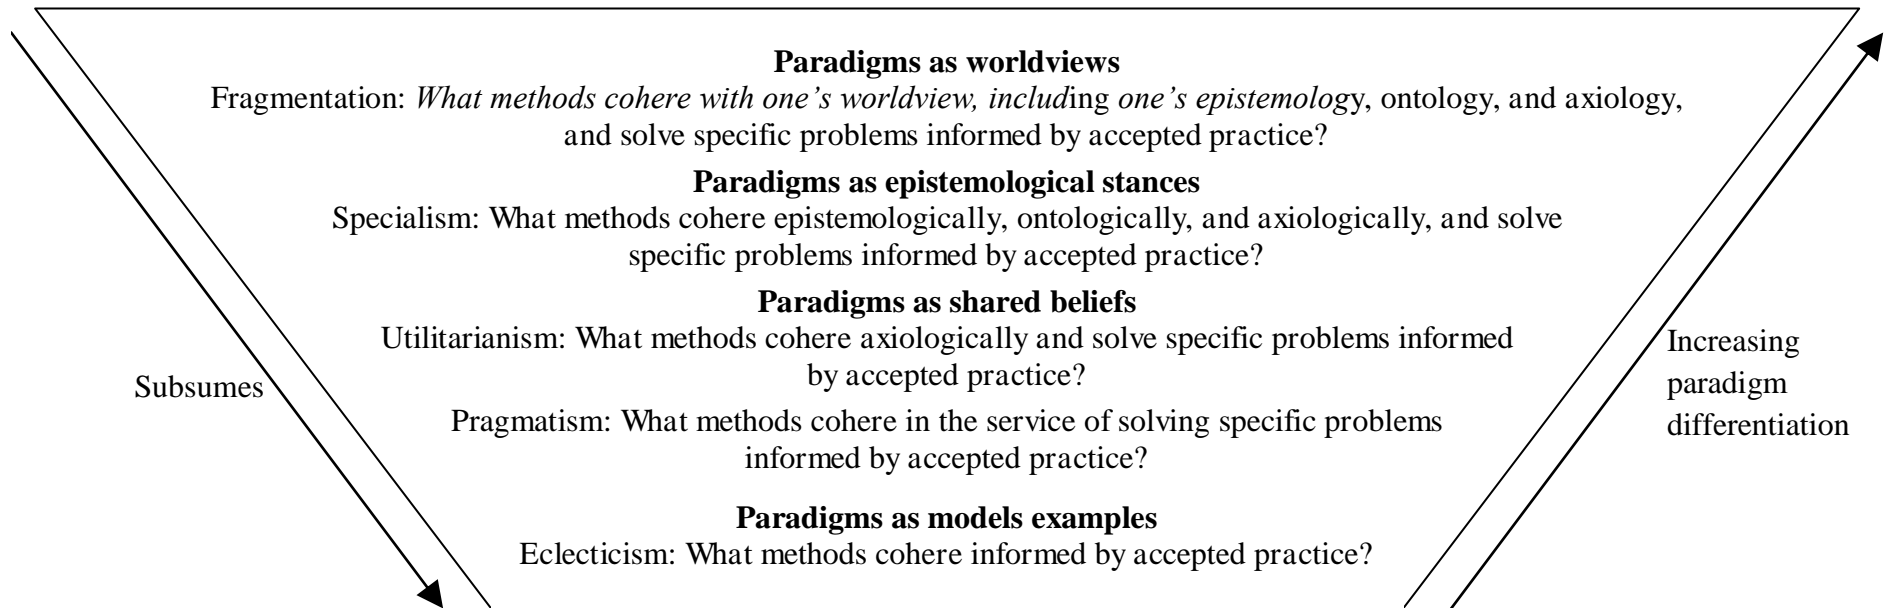 Paradigms as worldviews
Fragmentation: What methods cohere with one’s worldview, including one’s epistemology, ontology, and axiology,
and solve specific problems informed by accepted practice?
Paradigms as epistemological stances
Specialism: What methods cohere epistemologically, ontologically, and axiologically, and solve
specific problems informed by accepted practice?
Paradigms as shared beliefs
Utilitarianism: What methods cohere axiologically and solve specific problems informed
by accepted practice?
Pragmatism: What methods cohere in the service of solving specific problems
informed by accepted practice?
Paradigms as models examples
Eclecticism: What methods cohere informed by accepted practice?
Subsumes
Increasing
paradigm
differentiation